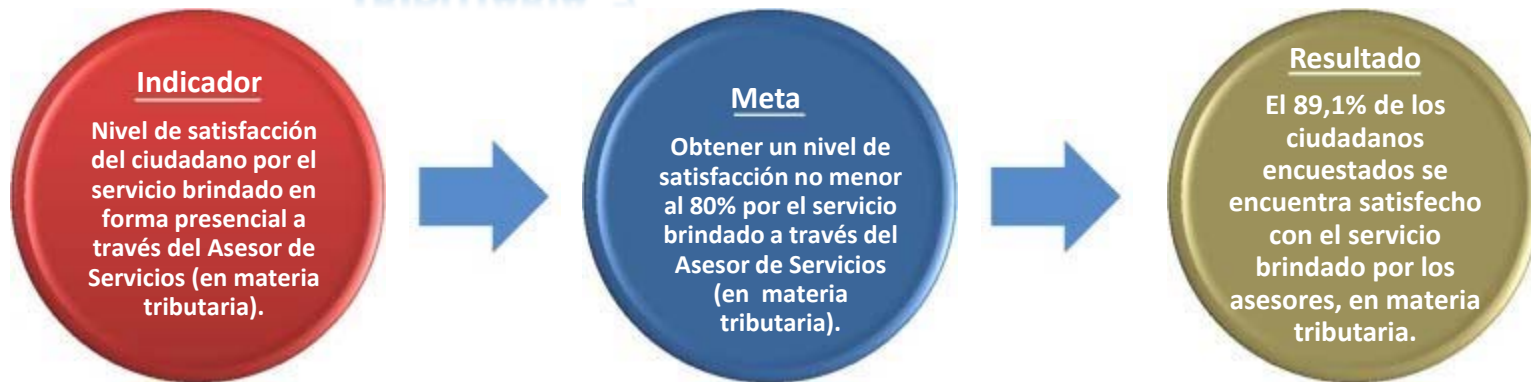 Indicador
Nivel de satisfacción
del ciudadano por el
servicio brindado en
forma presencial a
través del Asesor de
Servicios (en materia
tributaria).
Meta
Obtener un nivel de
satisfacción no menor
al 80% por el servicio
brindado a través del
Asesor de Servicios
(en materia
tributaria).
Resultado
El 89,1% de los
ciudadanos
encuestados se
encuentra satisfecho
con el servicio
brindado por los
asesores, en materia
tributaria.